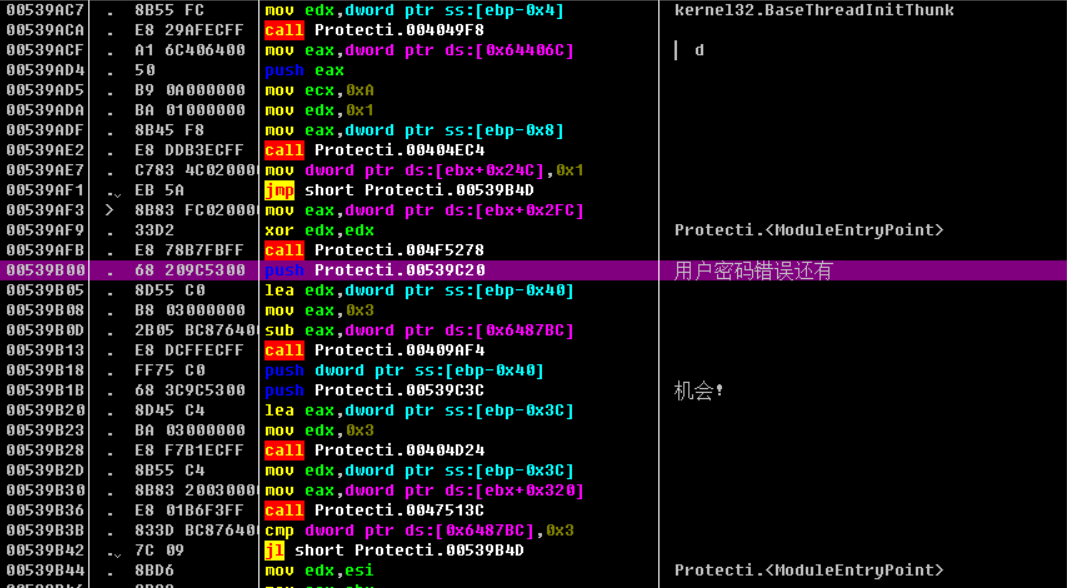 00539AC7 . 8B55 FC mov edx,dword ptr ss:[ebp-0x4] kernel32.BaseThreadInitThunk
00539ACA . E8 29AFECFF call Protecti.004049F8
00539ACF . A1 6C406400 mov eax,dword ptr ds:[0x64406C] | d
00539AD4 . 50 push eax
00539AD5 . B9 0A000000 mov ecx,0xA
00539ADA . BA 01000000 mov edx,0x1
00539ADF . 8B45 F8 mov eax,dword ptr ss:[ebp-0x8]
00539AE2 . E8 DDB3ECFF call Protecti.00404EC4
00539AE7 . C783 4C020000 mov dword ptr ds:[ebx+0x24C],0x1
00539AF1 .ˇ EB 5A jmp short Protecti.00539B4D
00539AF3 > 8B83 FC020000 mov eax,dword ptr ds:[ebx+0x2FC]
00539AF9 . 33D2 xor edx,edx Protecti.<ModuleEntryPoint>
00539AFB . E8 78B7FBFF call Protecti.004F5278
00539B00 . 68 209C5300 push Protecti.00539C20 用户密码错误还有
00539B05 . 8D55 C0 lea edx,dword ptr ss:[ebp-0x40]
00539B08 . B8 03000000 mov eax,0x3
00539B0D . 2B05 BC876400 sub eax,dword ptr ds:[0x6487BC]
00539B13 . E8 DCFFECFF call Protecti.00409AF4
00539B18 . FF75 C0 push dword ptr ss:[ebp-0x40]
00539B1B . 68 3C9C5300 push Protecti.00539C3C 机会!
00539B20 . 8D45 C4 lea eax,dword ptr ss:[ebp-0x3C]
00539B23 . BA 03000000 mov edx,0x3
00539B28 . E8 F7B1ECFF call Protecti.00404D24
00539B2D . 8B55 C4 mov edx,dword ptr ss:[ebp-0x3C]
00539B30 . 8B83 20030000 mov eax,dword ptr ds:[ebx+0x320]
00539B36 . E8 01B6F3FF call Protecti.0047513C
00539B3B . 833D BC876400 cmp dword ptr ds:[0x6487BC],0x3
00539B42 .ˇ 7C 09 jl short Protecti.00539B4D
00539B44 . 8BD6 mov edx,esi Protecti.<ModuleEntryPoint>